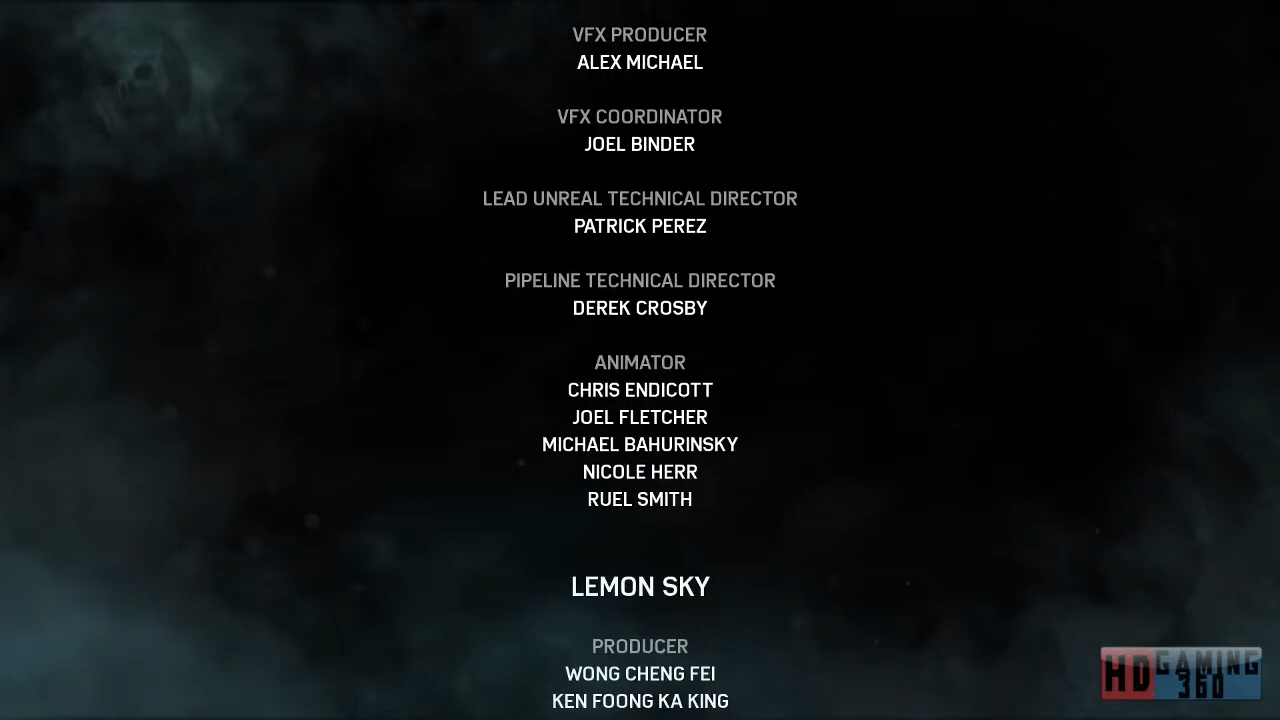 VFX PRODUCER
ALEX MICHAEL
VFX COORDINATOR
JOEL BINDER
LEAD UNREAL TECHNICAL DIRECTOR
PATRICK PEREZ
PIPELINE TECHNICAL DIRECTOR
DEREK CROSBY
ANIMATOR
CHRIS ENDICOTT
JOEL FLETCHER
MICHAEL BAHURINSKY
NICOLE HERR
RUEL SMITH
LEMON SKY
PRODUCER
WONG CHENG FEI
KEN FOONG KA KING
HD GAMING
360